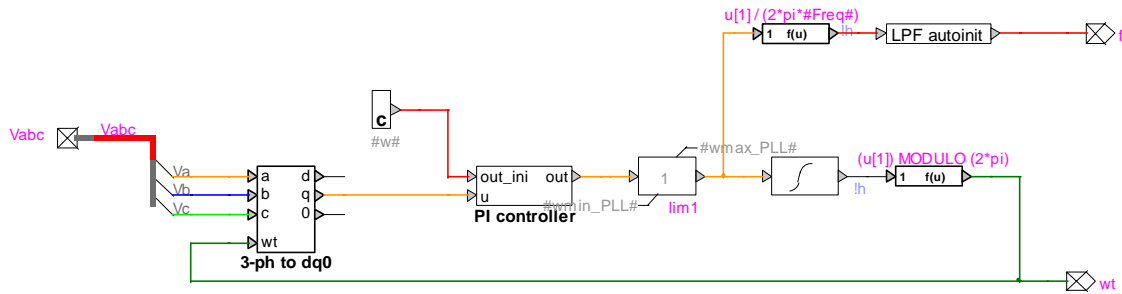 u[1] / (2*pi*#Freq#)
1 f(u)
!h
LPF autoinit
f
c
#w#
Vabc
Vabc
Va
Vb
Vc
a
b
c
wt
d
q
0
3-ph to dq0
out_ini
u
out
PI controller
#wmax_PLL#
1
#wmin_PLL#
lim1
!h
(u[1]) MODULO (2*pi)
1 f(u)
wt